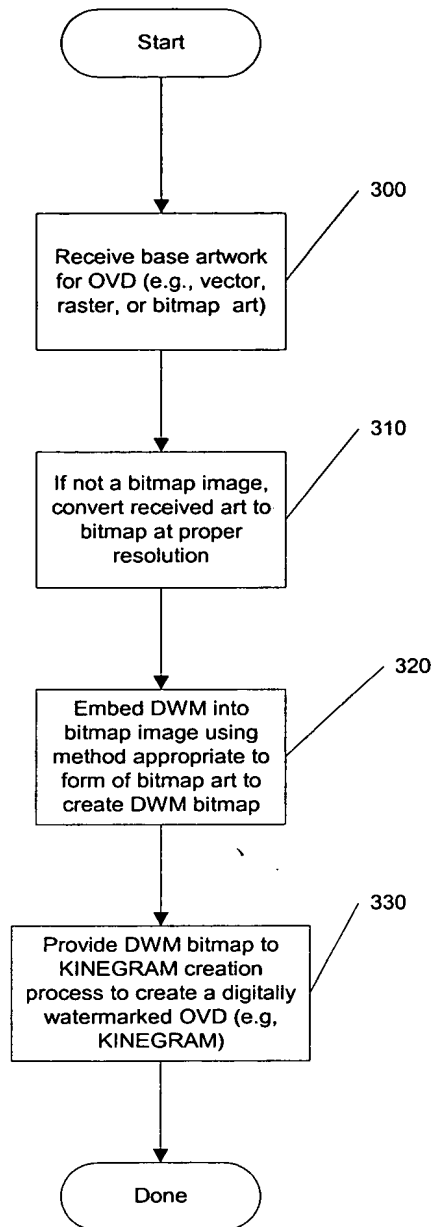 Start
300
Receive base artwork
for OVD (e.g., vector,
raster, or bitmap art)
310
If not a bitmap image,
convert received art to
bitmap at proper
resolution
320
Embed DWM into
bitmap image using
method appropriate to
form of bitmap art to
create DWM bitmap
330
Provide DWM bitmap to
KINEGRAM creation
process to create a digitally
watermarked OVD (e.g,
KINEGRAM)
Done